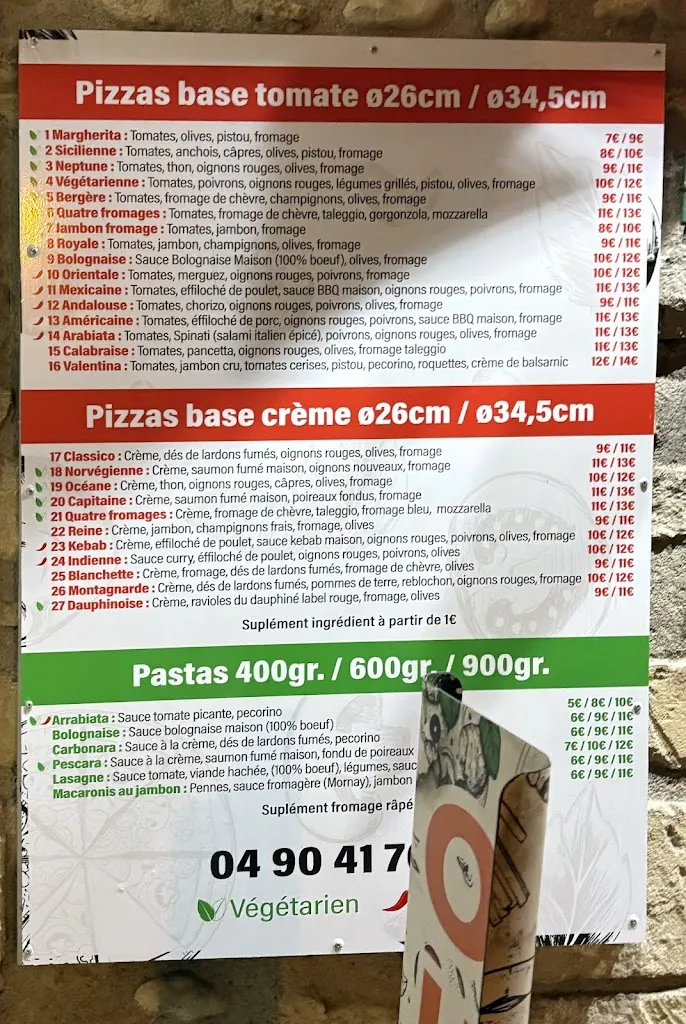 Pizzas base tomate ø26cm / ø34,5cm
1 Margherita : Tomates, olives, pistou, fromage 7€ / 9€
2 Sicilienne : Tomates, anchois, câpres, olives, pistou, fromage 8€ / 10€
3 Neptune : Tomates, thon, oignons rouges, olives, fromage 9€ / 11€
4 Végétarienne : Tomates, poivrons, oignons rouges, légumes grillés, pistou, olives, fromage 10€ / 12€
5 Bergère : Tomates, fromage de chèvre, champignons, olives, fromage 9€ / 11€
6 Quatre fromages : Tomates, fromage de chèvre, taleggio, gorgonzola, mozzarella 11€ / 13€
7 Jambon fromage : Tomates, jambon, fromage 8€ / 10€
8 Royale : Tomates, jambon, champignons, olives, fromage 9€ / 11€
9 Bolognaise : Sauce Bolognaise Maison (100% boeuf), olives, fromage 10€ / 12€
10 Orientale : Tomates, merguez, oignons rouges, poivrons, fromage 10€ / 12€
11 Mexicaine : Tomates, effiloché de poulet, sauce BBQ maison, oignons rouges, poivrons, fromage 11€ / 13€
12 Andalouse : Tomates, chorizo, oignons rouges, poivrons, olives, fromage 9€ / 11€
13 Américaine : Tomates, éffiloché de porc, oignons rouges, poivrons, sauce BBQ maison, fromage 11€ / 13€
14 Arabiata : Tomates, Spinati (salami italien épicé), poivrons, oignons rouges, olives, fromage 11€ / 13€
15 Calabraise : Tomates, pancetta, oignons rouges, olives, fromage taleggio 11€ / 13€
16 Valentina : Tomates, jambon cru, tomates cerises, pistou, pecorino, roquettes, crème de balsamic 12€ / 14€
Pizzas base crème ø26cm / ø34,5cm
17 Classico : Crème, dés de lardons fumés, oignons rouges, olives, fromage 9€ / 11€
18 Norvégienne : Crème, saumon fumé maison, oignons nouveaux, fromage 11€ / 13€
19 Océane : Crème, thon, oignons rouges, câpres, olives, fromage 10€ / 12€
20 Capitaine : Crème, saumon fumé maison, poireaux fondus, fromage 11€ / 13€
21 Quatre fromages : Crème, fromage de chèvre, taleggio, fromage bleu, mozzarella 11€ / 13€
22 Reine : Crème, jambon, champignons frais, fromage, olives 9€ / 11€
23 Kebab : Crème, effiloché de poulet, sauce kebab maison, oignons rouges, poivrons, olives, fromage 10€ / 12€
24 Indienne : Sauce curry, éffiloché de poulet, oignons rouges, poivrons, olives 10€ / 12€
25 Blanchette : Crème, fromage, dés de lardons fumés, fromage de chèvre, olives 9€ / 11€
26 Montagnarde : Crème, dés de lardons fumés, pommes de terre, reblochon, oignons rouges, fromage 10€ / 12€
27 Dauphinoise : Crème, ravioles du dauphiné label rouge, fromage, olives 9€ / 11€
Suplément ingrédient à partir de 1€
Pastas 400gr. / 600gr. / 900gr.
Arrabiata : Sauce tomate picante, pecorino 5€ / 8€ / 10€
Bolognaise : Sauce bolognaise maison (100% boeuf) 6€ / 9€ / 11€
Carbonara : Sauce à la crème, dés de lardons fumés, pecorino 6€ / 9€ / 11€
Pescara : Sauce à la crème, saumon fumé maison, fondu de poireaux 7€ / 10€ / 12€
Lasagne : Sauce tomate, viande hachée, (100% boeuf), légumes, sauc 6€ / 9€ / 11€
Macaronis au jambon : Pennes, sauce fromagère (Mornay), jambon 6€ / 9€ / 11€
Suplément fromage râpé
04 90 41 7
Végétarien